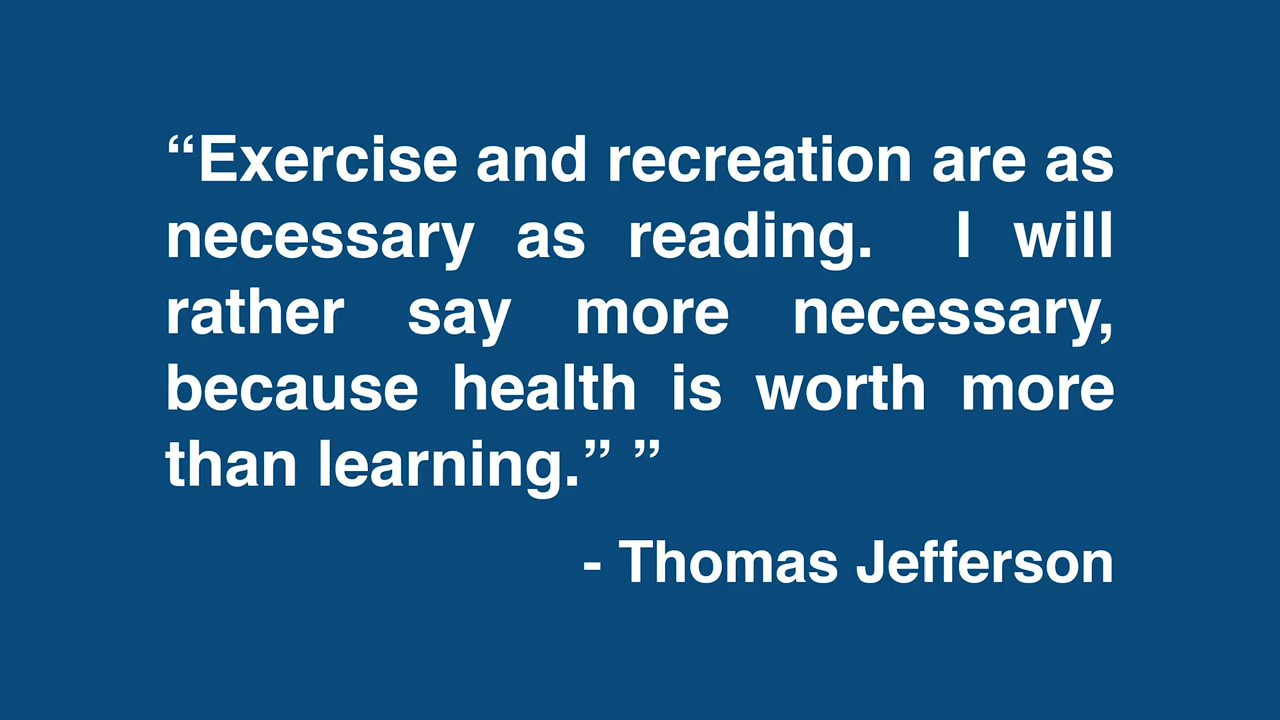 “Exercise and recreation are as
necessary as reading.  I will
rather say more necessary,
because health is worth more
than learning.” ”
- Thomas Jefferson